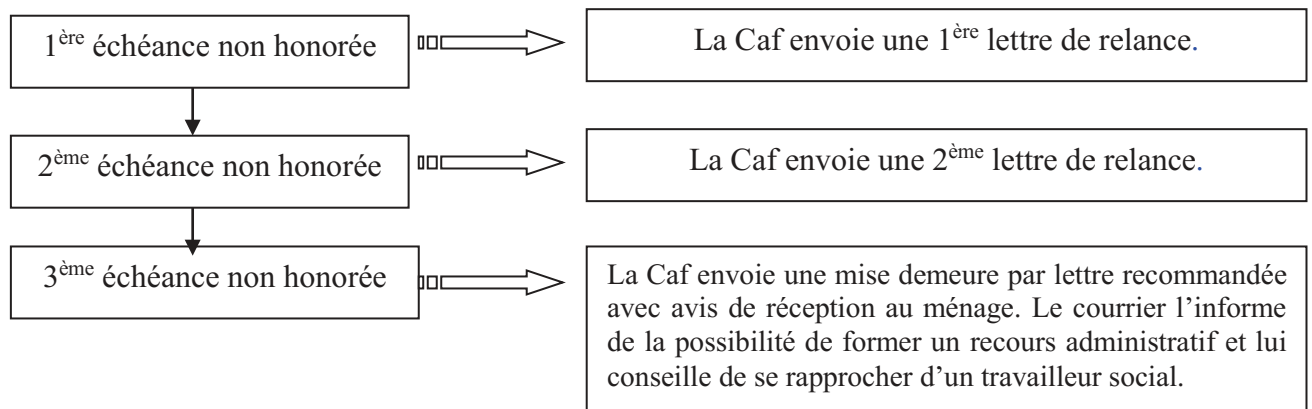 1ère échéance non honorée
La Caf envoie une 1ère lettre de relance.
2ème échéance non honorée
La Caf envoie une 2ème lettre de relance.
3ème échéance non honorée
La Caf envoie une mise demeure par lettre recommandée
avec avis de réception au ménage. Le courrier l’informe
de la possibilité de former un recours administratif et lui
conseille de se rapprocher d’un travailleur social.